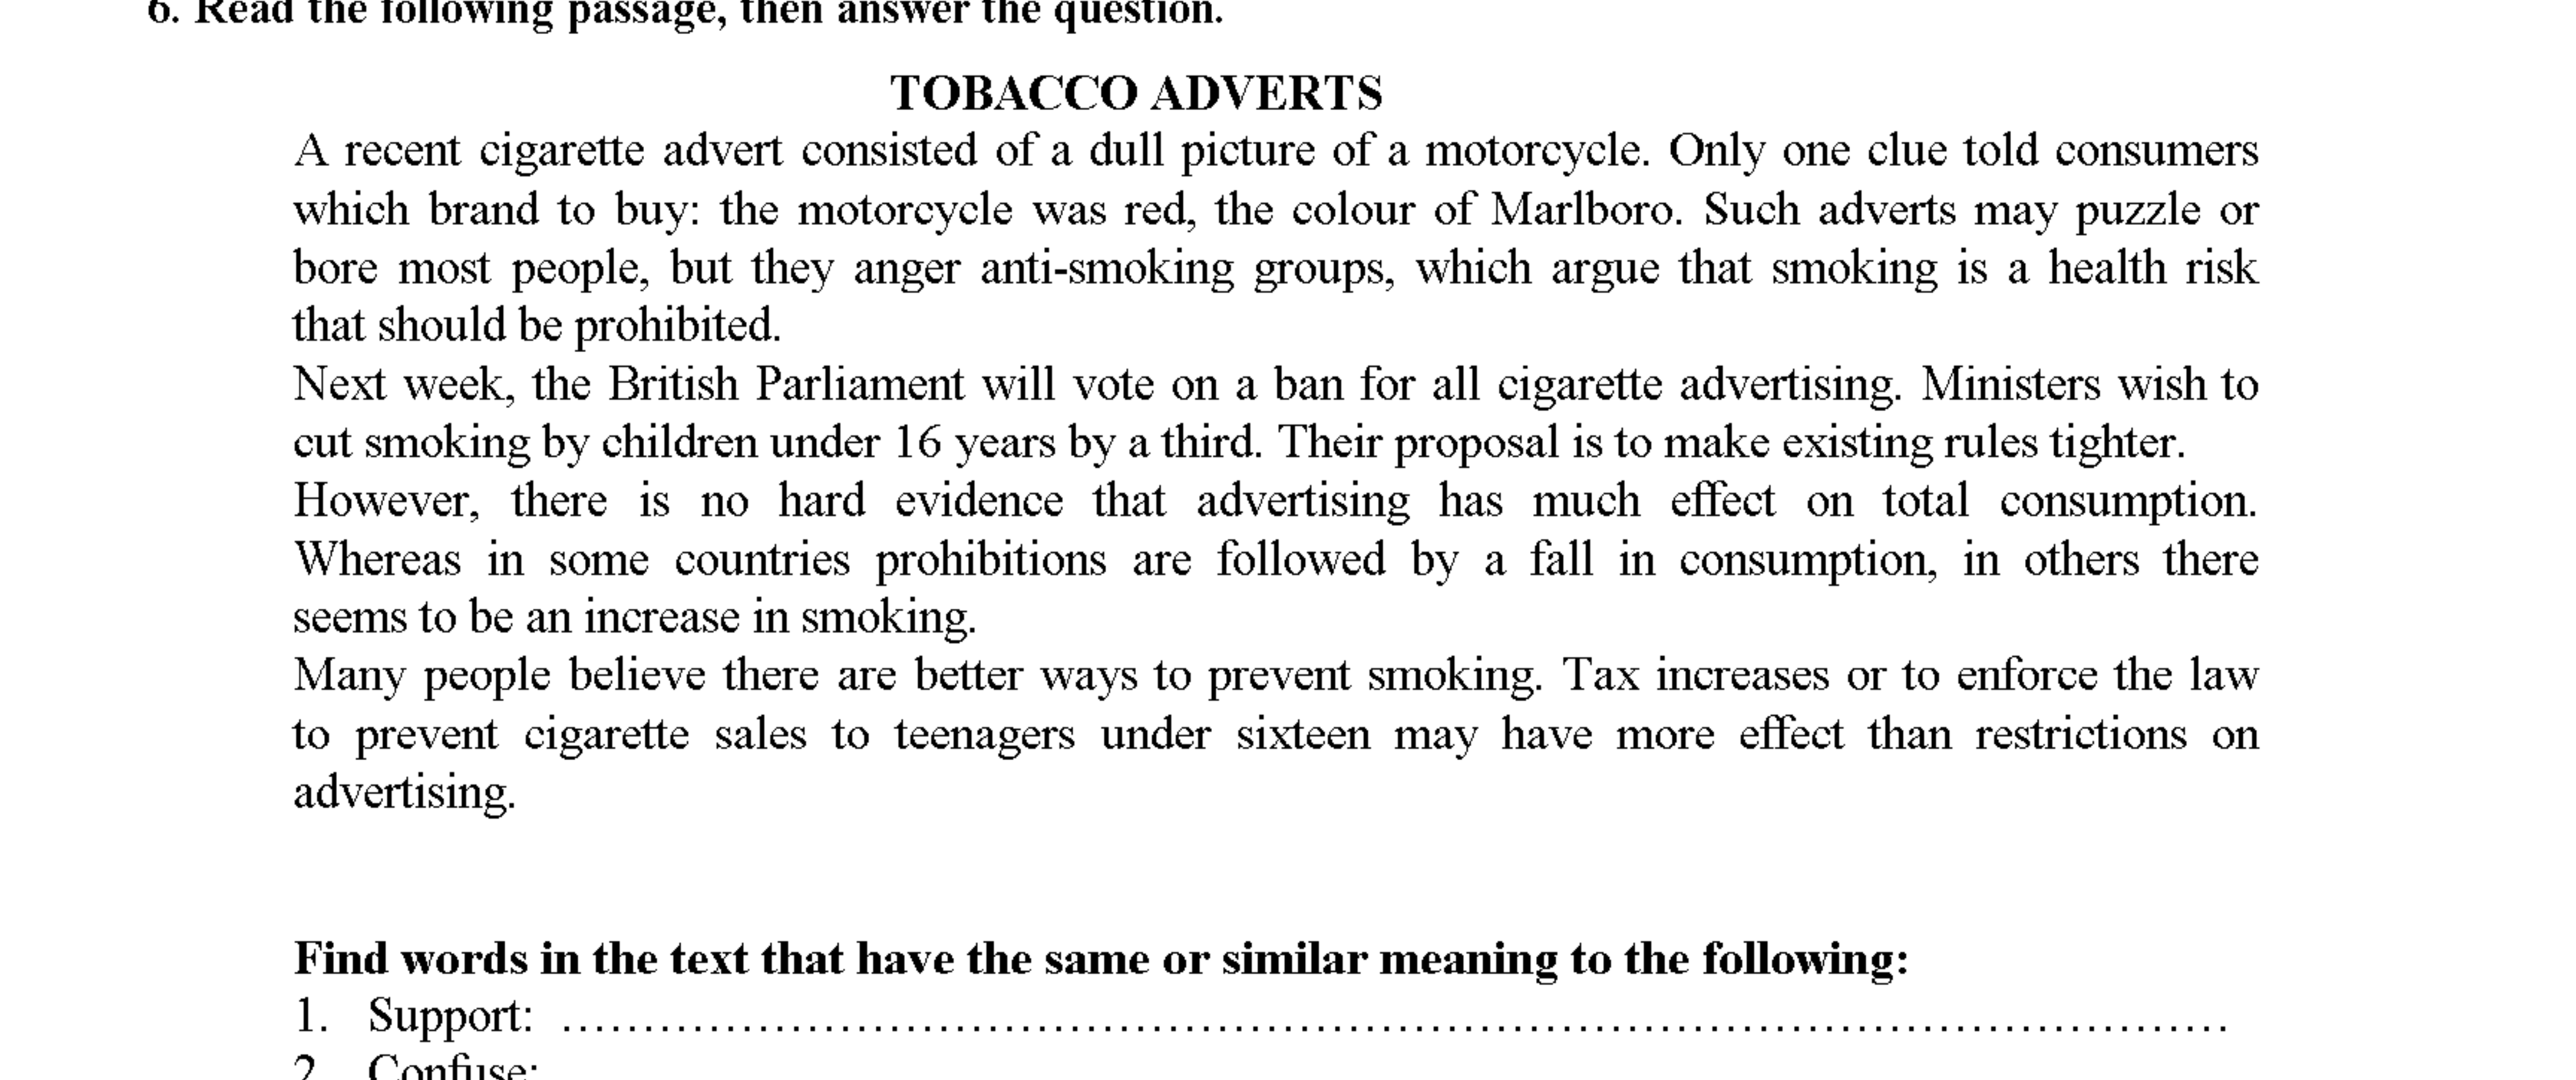 6. Read the following passage, then answer the question.
TOBACCO ADVERTS
A recent cigarette advert consisted of a dull picture of a motorcycle. Only one clue told consumers
which brand to buy: the motorcycle was red, the colour of Marlboro. Such adverts may puzzle or
bore most people, but they anger anti-smoking groups, which argue that smoking is a health risk
that should be prohibited.
Next week, the British Parliament will vote on a ban for all cigarette advertising. Ministers wish to
cut smoking by children under 16 years by a third. Their proposal is to make existing rules tighter.
However, there is no hard evidence that advertising has much effect on total consumption.
Whereas in some countries prohibitions are followed by a fall in consumption, in others there
seems to be an increase in smoking.
Many people believe there are better ways to prevent smoking. Tax increases or to enforce the law
to prevent cigarette sales to teenagers under sixteen may have more effect than restrictions on
advertising.
Find words in the text that have the same or similar meaning to the following:
1. Support: ........................................................................................................
2. Confuse: